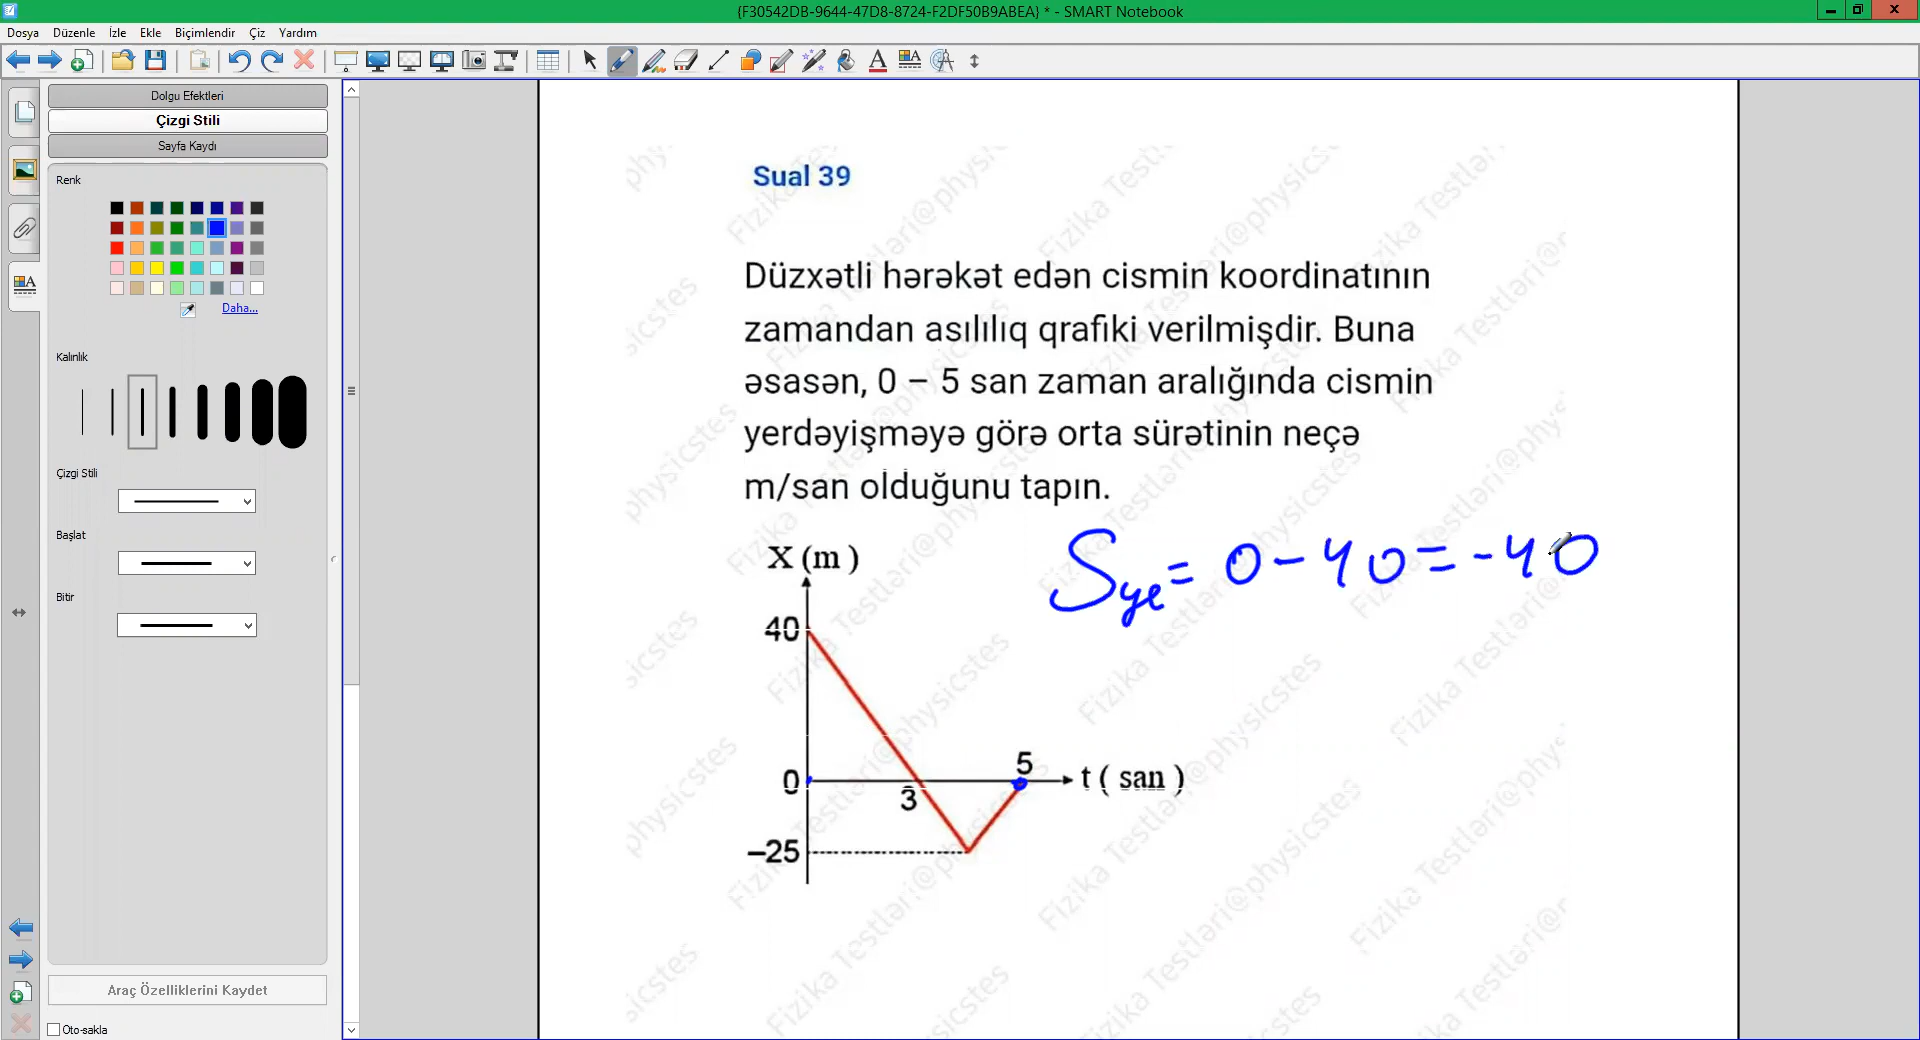 {F30542DB-9644-47D8-8724-F2DF50B9ABEA} * - SMART Notebook
Dosya Düzenle İzle Ekle Biçimlendir Çiz Yardım
Dolgu Efektleri
Çizgi Stili
Sayfa Kaydı
Renk
Daha...
Kalınlık
Çizgi Stili
Başlat
Bitir
Araç Özelliklerini Kaydet
Oto-sakla
Sual 39
Düzxətli hərəkət edən cismin koordinatının
zamandan asılılıq qrafiki verilmişdir. Buna
əsasən, 0 – 5 san zaman aralığında cismin
yerdəyişməyə görə orta sürətinin neçə
m/san olduğunu tapın.
X (m )
Sye = 0 - 40 = -40
40
5
0
3
t ( san )
–25
Fizika Testləri@physicstes